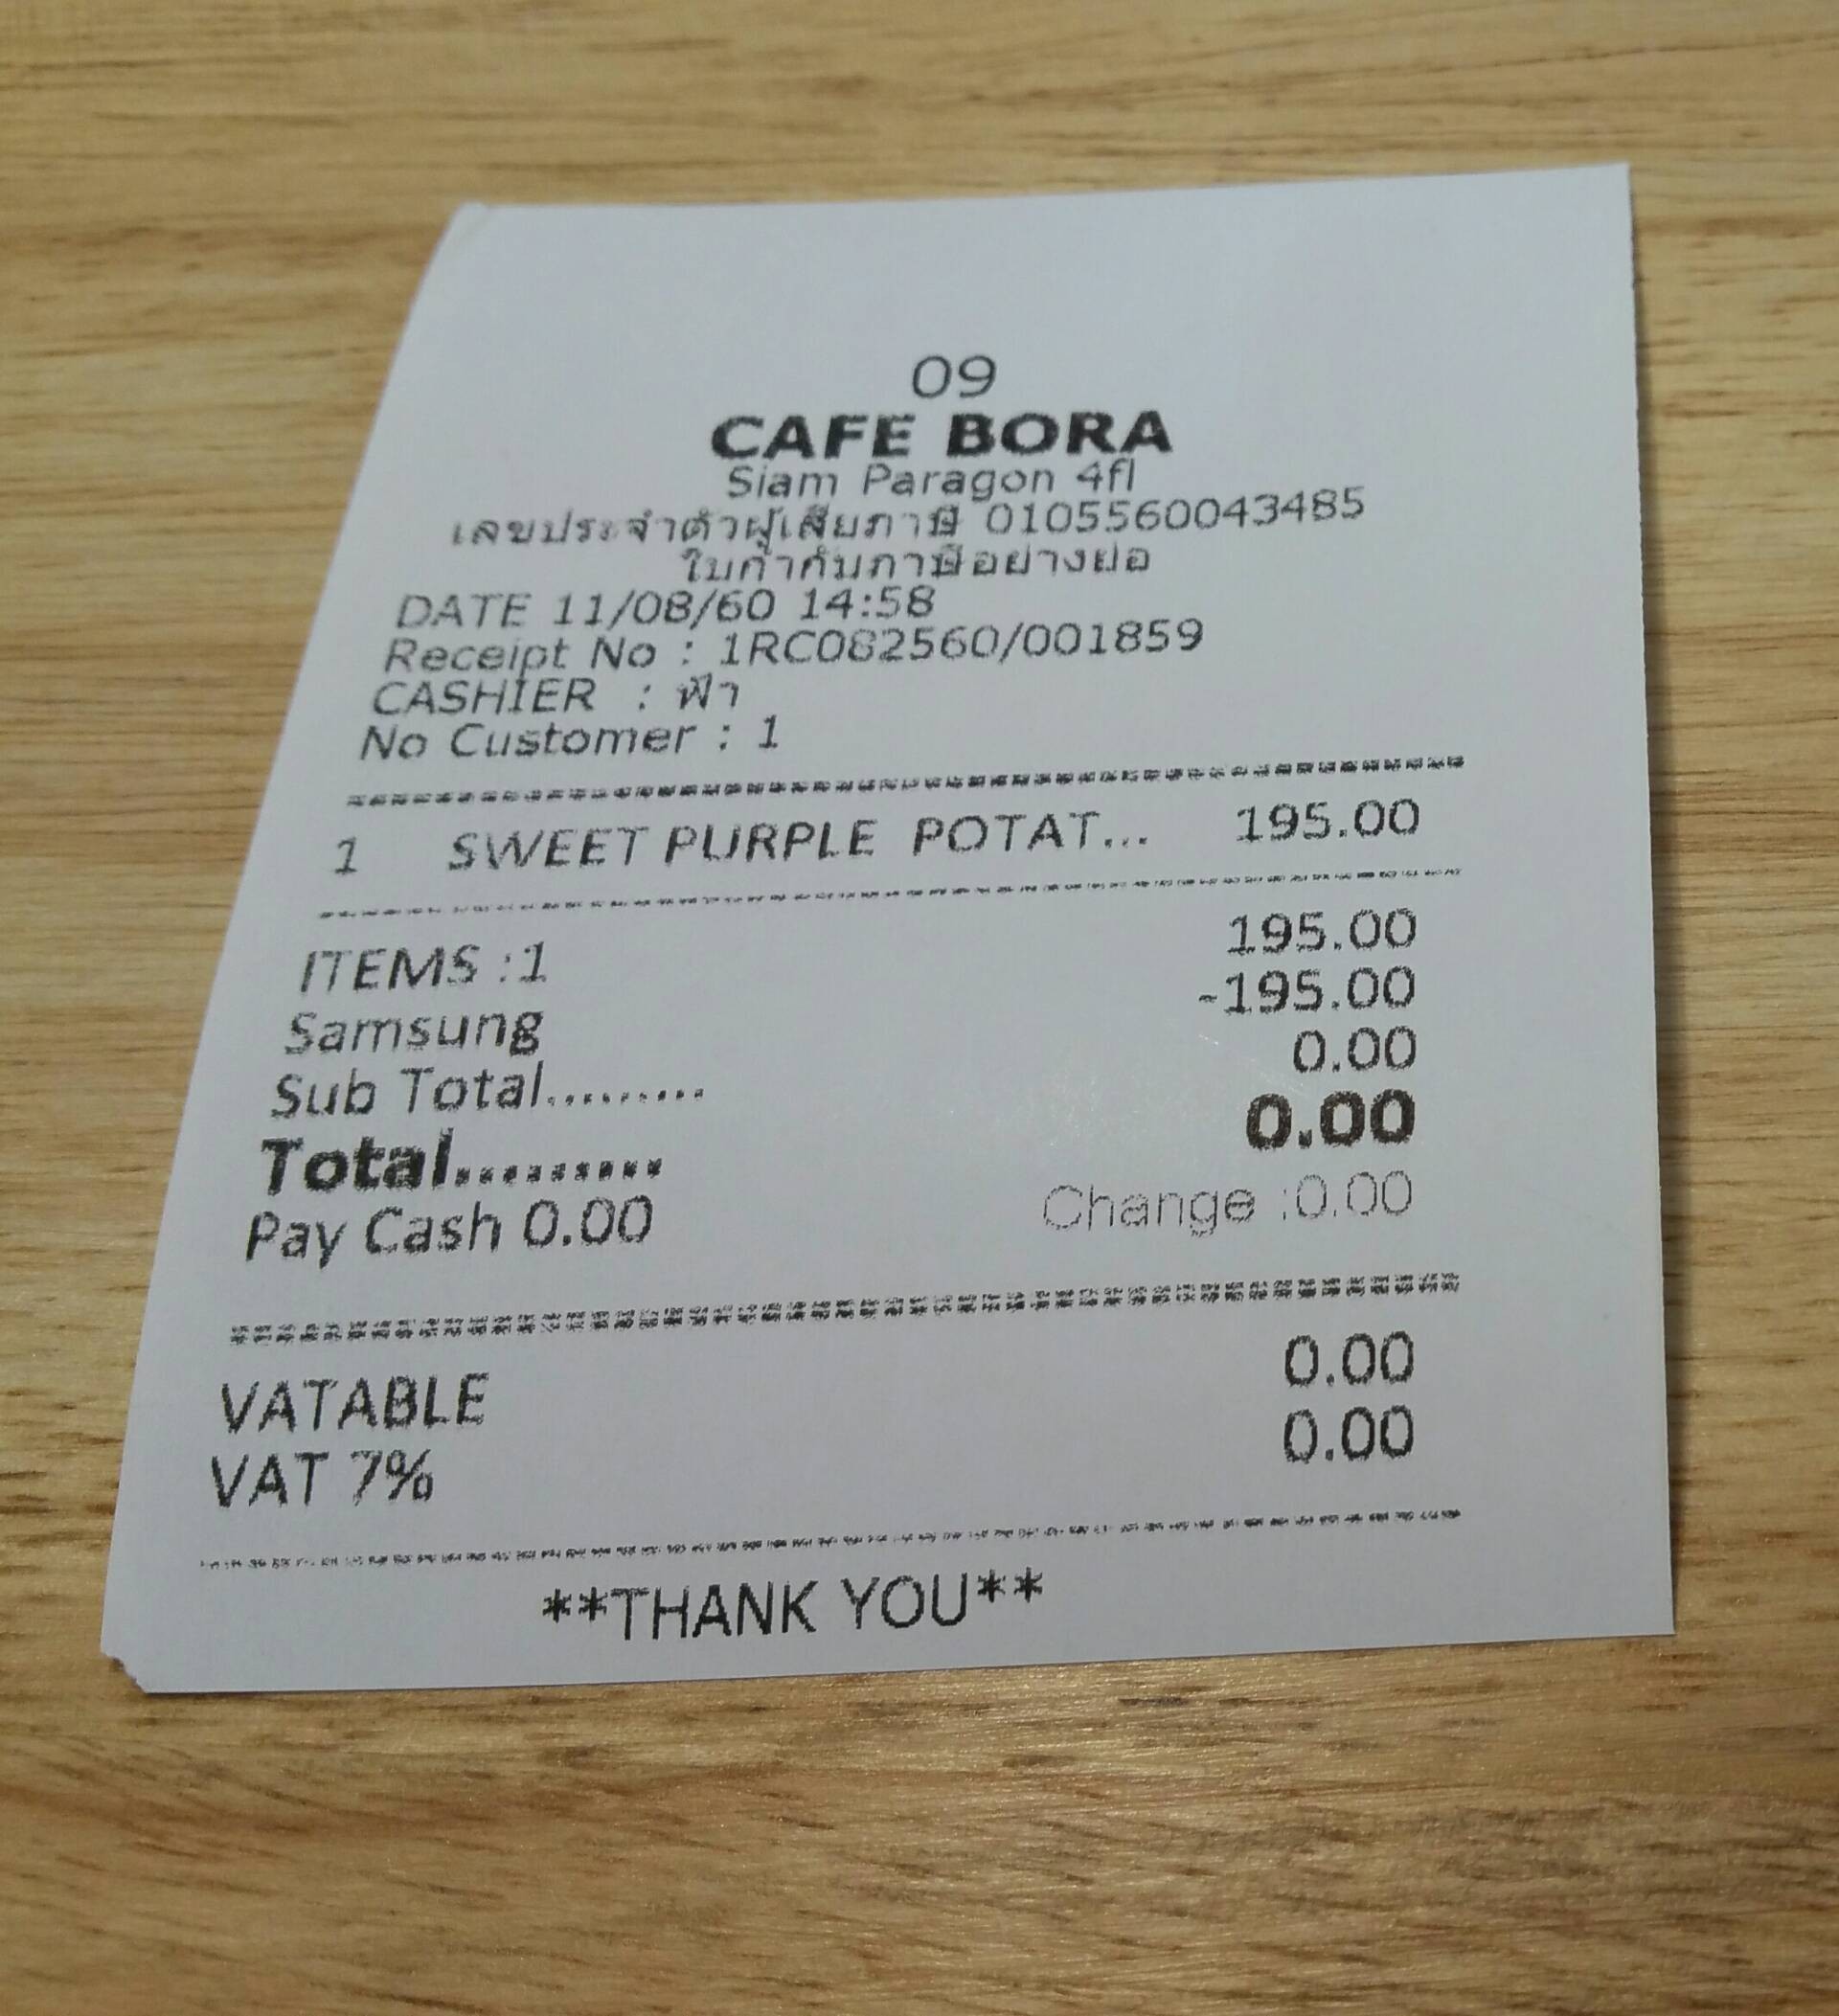 09
CAFE BORA
Siam Paragon 4fl
เลขประจำตัวผู้เสียภาษี 0105560043485
ใบกำกับภาษีอย่างย่อ
DATE 11/08/60 14:58
Receipt No : 1RC082560/001859
CASHIER : ฟ้า
No Customer : 1
1 SWEET PURPLE POTAT... 195.00
ITEMS :1 195.00
Samsung -195.00
Sub Total......... 0.00
Total.......... 0.00
Pay Cash 0.00 Change :0.00
VATABLE 0.00
VAT 7% 0.00
**THANK YOU**